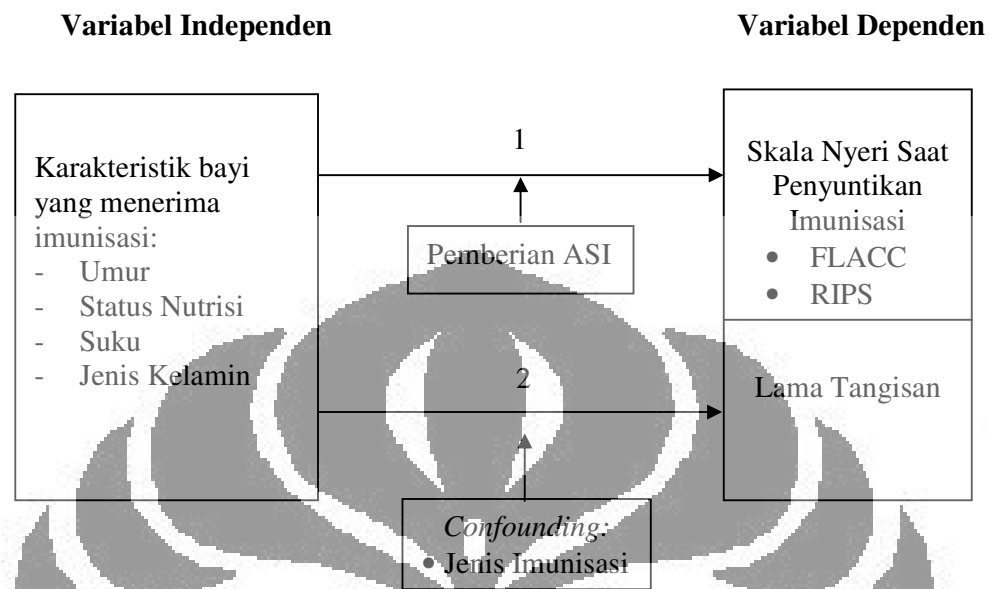 Variabel Independen
Variabel Dependen
Karakteristik bayi
yang menerima
imunisasi:
- Umur
- Status Nutrisi
- Suku
- Jenis Kelamin
1
Pemberian ASI
2
Confounding:
• Jenis Imunisasi
Skala Nyeri Saat
Penyuntikan
Imunisasi
• FLACC
• RIPS
Lama Tangisan